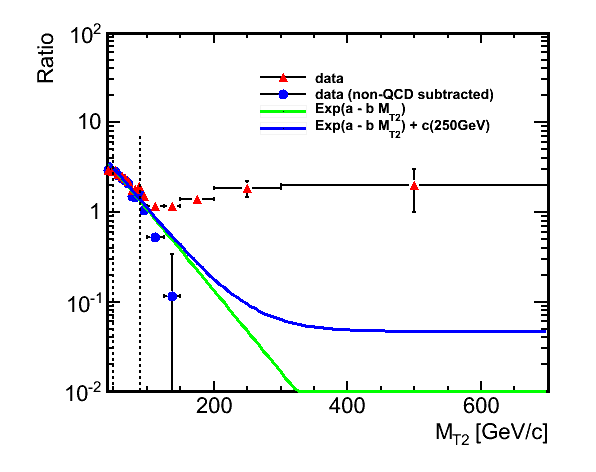 Ratio
10²
10
1
10⁻¹
10⁻²
data
data (non-QCD subtracted)
Exp(a - b M_T2)
Exp(a - b M_T2) + c(250GeV)
200 400 600
M_T2 [GeV/c]